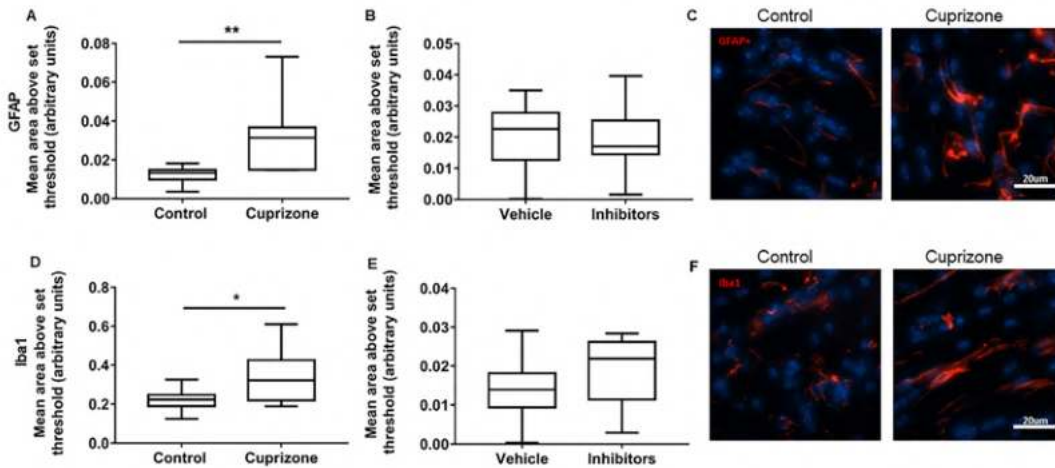 A
GFAP
Mean area above set
threshold (arbitrary units)
0.08
0.06
0.04
0.02
0.00
**
Control
Cuprizone
B
Mean area above set
threshold (arbitrary units)
0.05
0.04
0.03
0.02
0.01
0.00
Vehicle
Inhibitors
C
Control
Cuprizone
GFAP+
20um
D
Iba1
Mean area above set
threshold (arbitrary units)
0.8
0.6
0.4
0.2
0.0
*
Control
Cuprizone
E
Mean area above set
threshold (arbitrary units)
0.04
0.03
0.02
0.01
0.00
Vehicle
Inhibitors
F
Control
Cuprizone
Iba1
20um